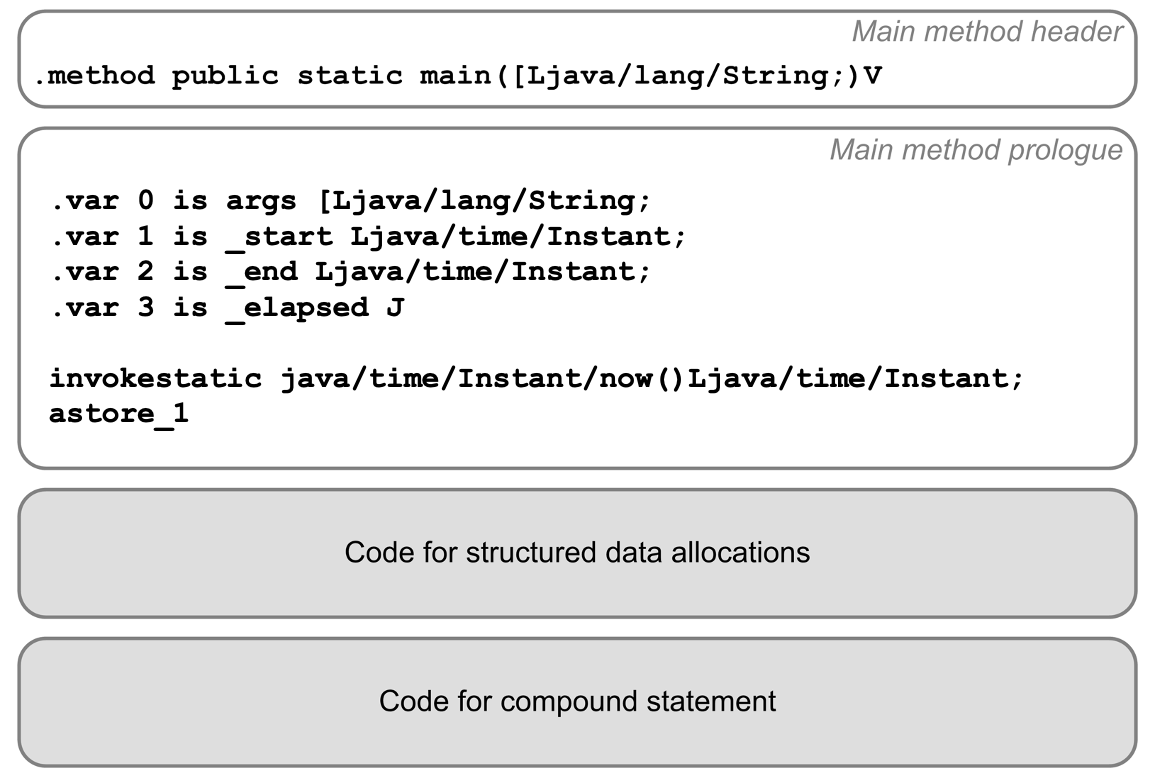 Main method header
.method public static main([Ljava/lang/String;)V
Main method prologue
.var 0 is args [Ljava/lang/String;
.var 1 is _start Ljava/time/Instant;
.var 2 is _end Ljava/time/Instant;
.var 3 is _elapsed J
invokestatic java/time/Instant/now()Ljava/time/Instant;
astore_1
Code for structured data allocations
Code for compound statement